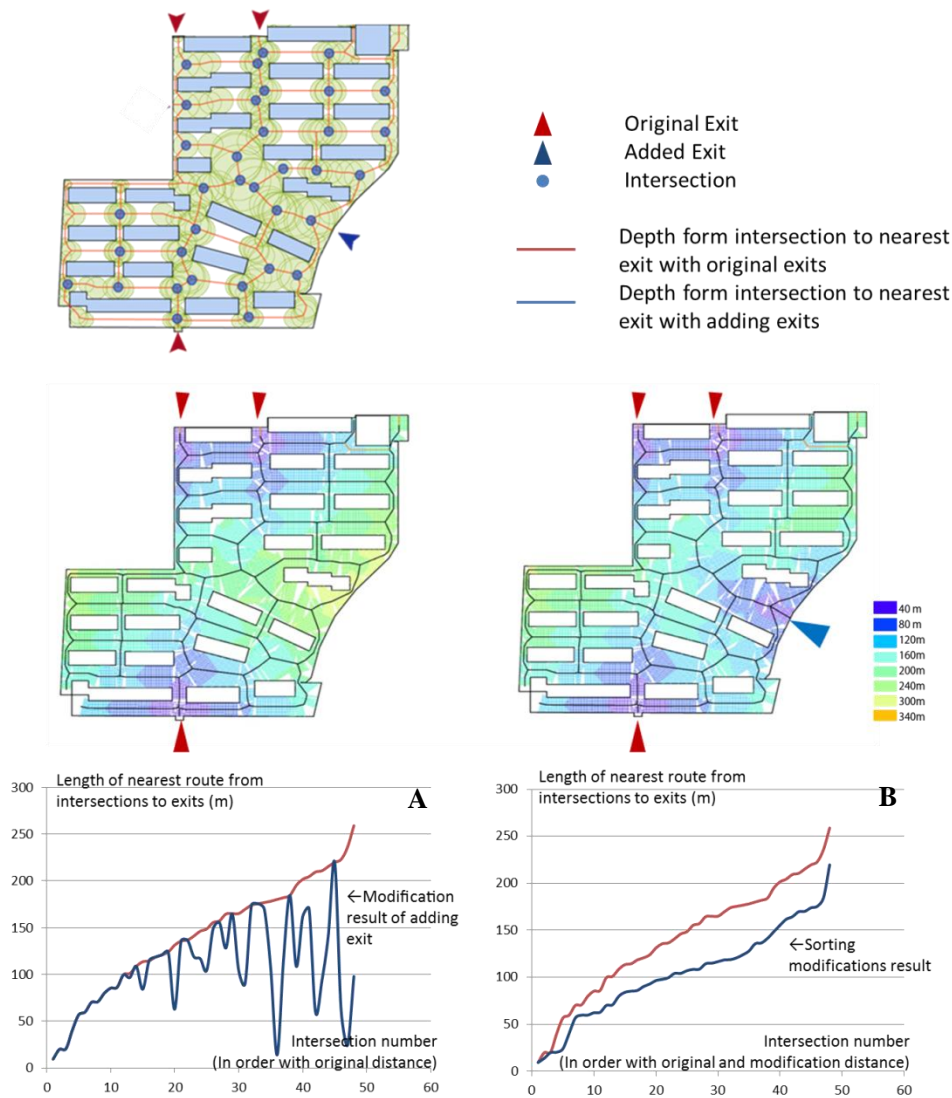 Original Exit
Added Exit
Intersection
Depth form intersection to nearest
exit with original exits
Depth form intersection to nearest
exit with adding exits
40 m
80 m
120m
160m
200m
240m
300m
340m
Length of nearest route from
intersections to exits (m)
A
300
250
200
150
100
50
0
←Modification
result of adding
exit
Intersection number
(In order with original distance)
0 10 20 30 40 50 60
Length of nearest route from
intersections to exits (m)
B
300
250
200
150
100
50
0
←Sorting
modifications result
Intersection number
(In order with original and modification distance)
0 10 20 30 40 50 60